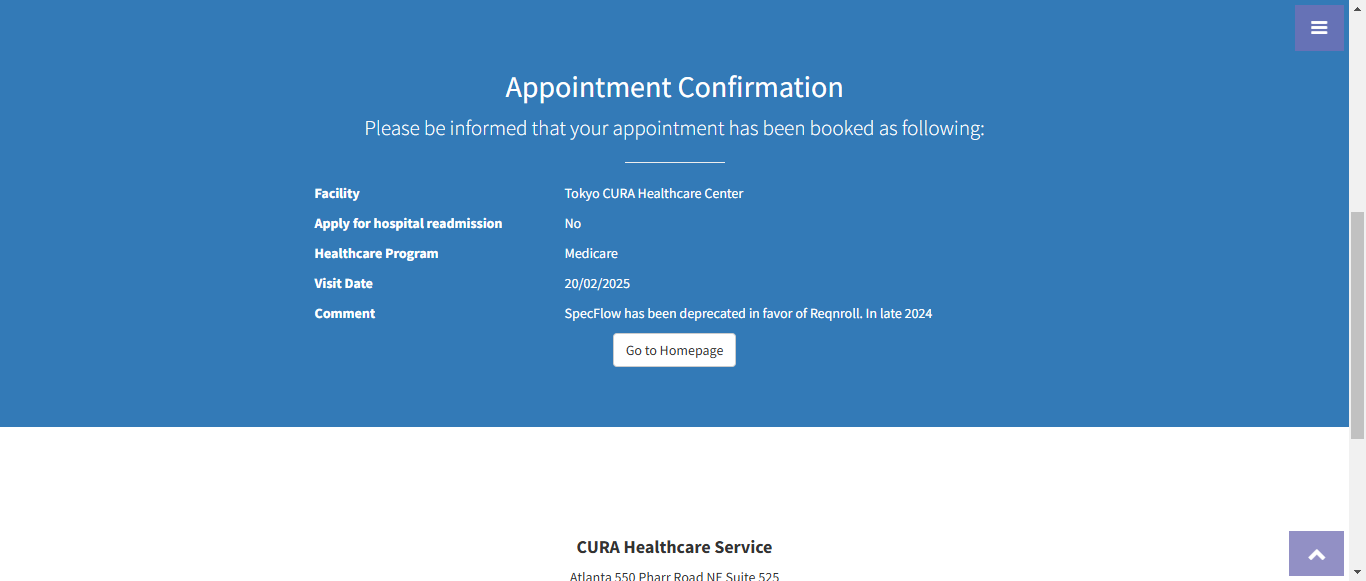 Appointment Confirmation
Please be informed that your appointment has been booked as following:
Facility Tokyo CURA Healthcare Center
Apply for hospital readmission No
Healthcare Program Medicare
Visit Date 20/02/2025
Comment SpecFlow has been deprecated in favor of Reqnroll. In late 2024
Go to Homepage
CURA Healthcare Service
Atlanta 550 Pharr Road NE Suite 525